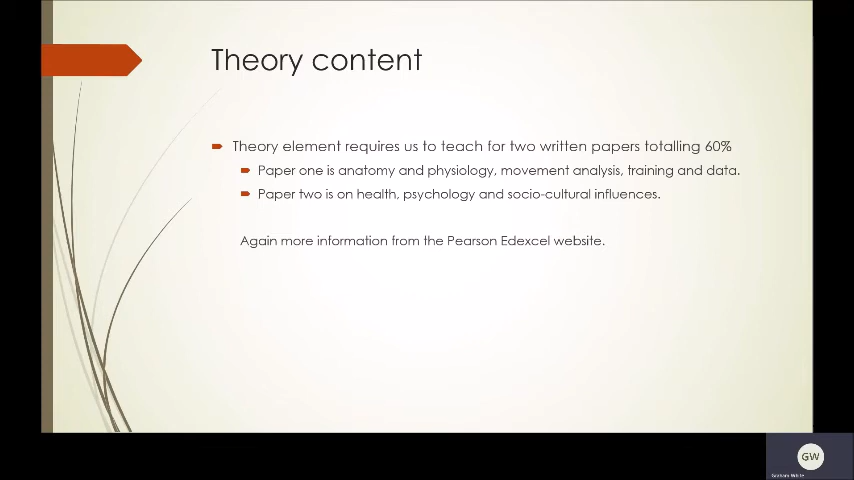 Theory content
Theory element requires us to teach for two written papers totalling 60%
Paper one is anatomy and physiology, movement analysis, training and data.
Paper two is on health, psychology and socio-cultural influences.
Again more information from the Pearson Edexcel website.
GW
Graham White